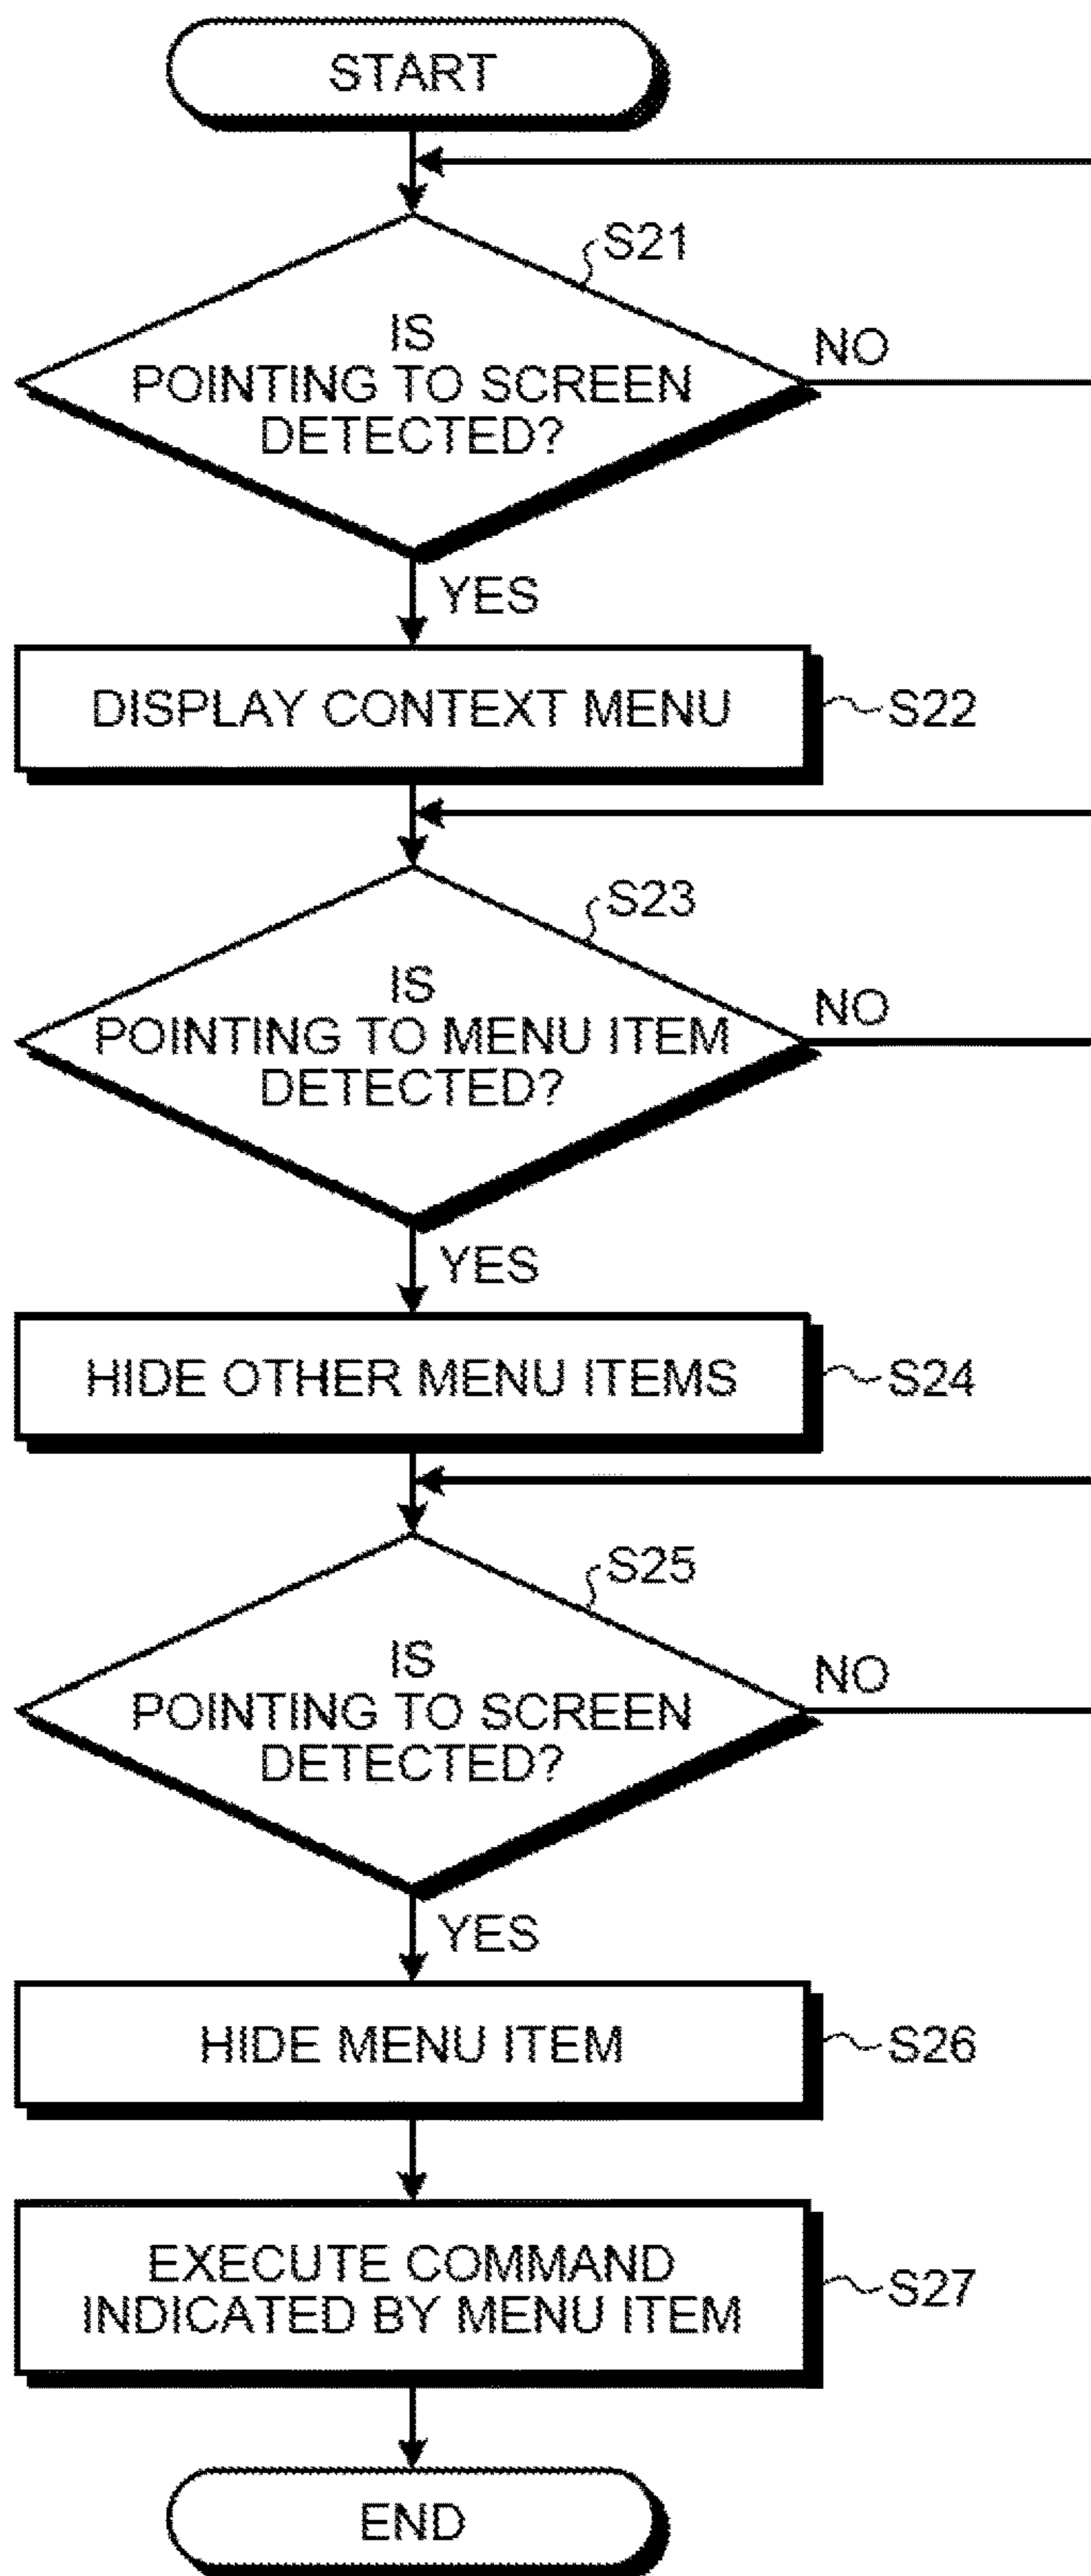 START
S21
IS
POINTING TO SCREEN
DETECTED?
NO
YES
DISPLAY CONTEXT MENU
S22
S23
IS
POINTING TO MENU ITEM
DETECTED?
NO
YES
HIDE OTHER MENU ITEMS
S24
S25
IS
POINTING TO SCREEN
DETECTED?
NO
YES
HIDE MENU ITEM
S26
EXECUTE COMMAND
INDICATED BY MENU ITEM
S27
END